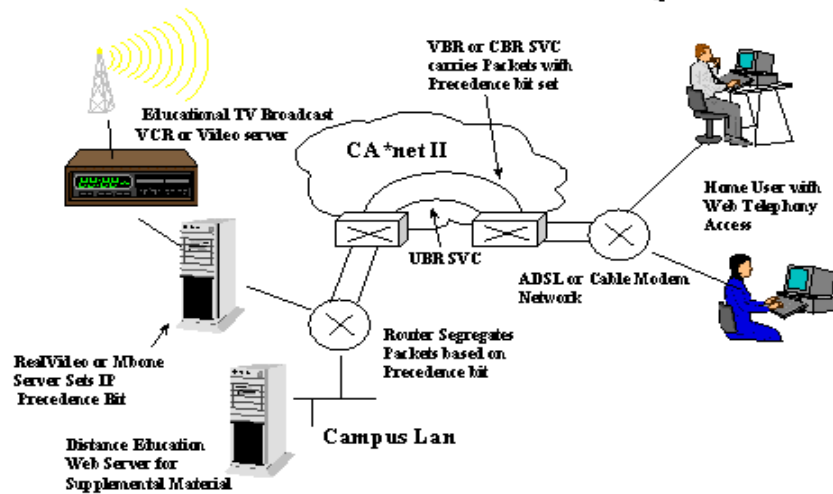 VBR or CBR SVC
carries Packets with
Precedence bit set
Educational TV Broadcast
VCR or Video server
CA*net II
Home User with
Web Telephony
Access
UBR SVC
ADSL or Cable Modem
Network
Router Segregates
Packets based on
Precedence bit
RealVideo or Mbone
Server Sets IP
Precedence Bit
Campus Lan
Distance Education
Web Server for
Supplemental Material